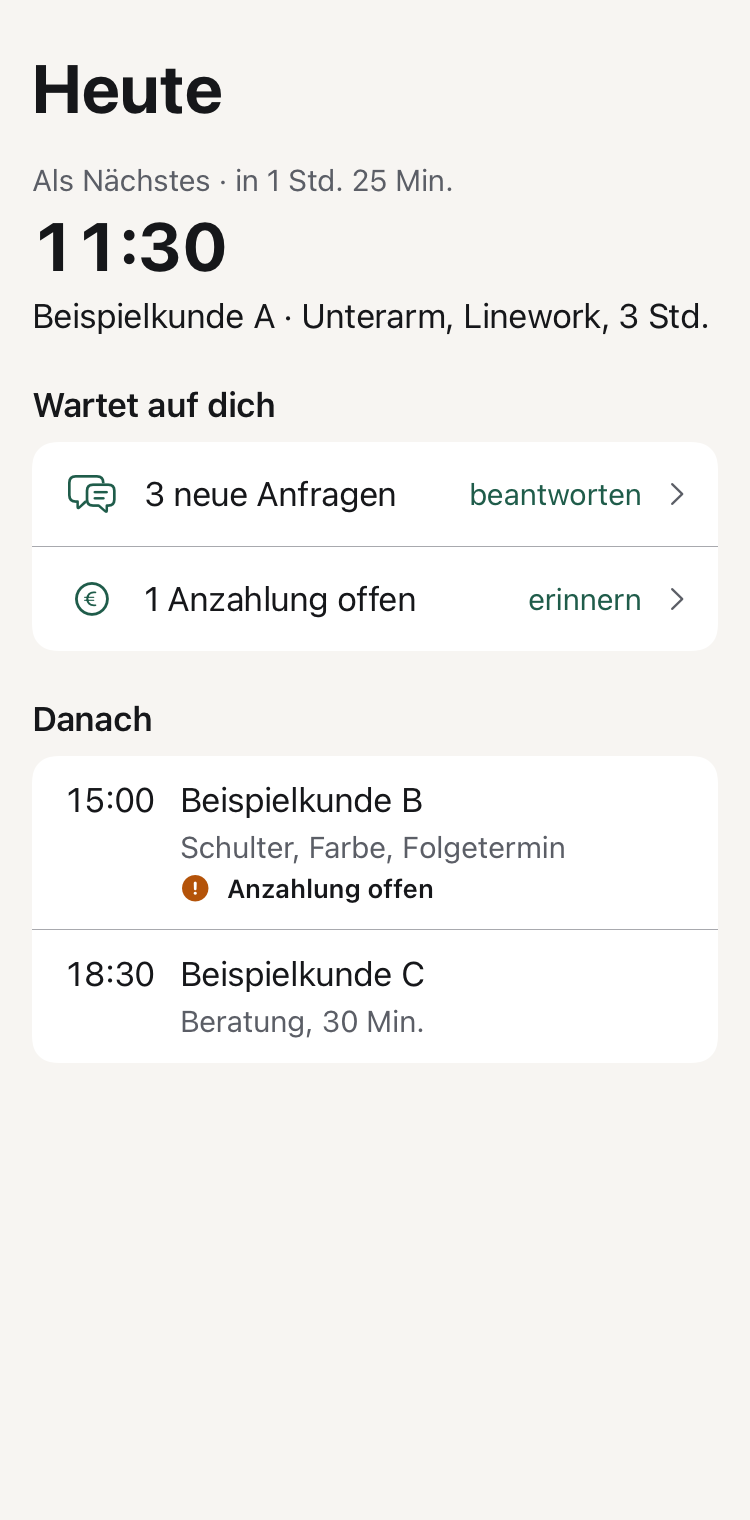 Heute
Als Nächstes · in 1 Std. 25 Min.
11:30
Beispielkunde A · Unterarm, Linework, 3 Std.
Wartet auf dich
3 neue Anfragen beantworten
€ 1 Anzahlung offen erinnern
Danach
15:00 Beispielkunde B
Schulter, Farbe, Folgetermin
! Anzahlung offen
18:30 Beispielkunde C
Beratung, 30 Min.